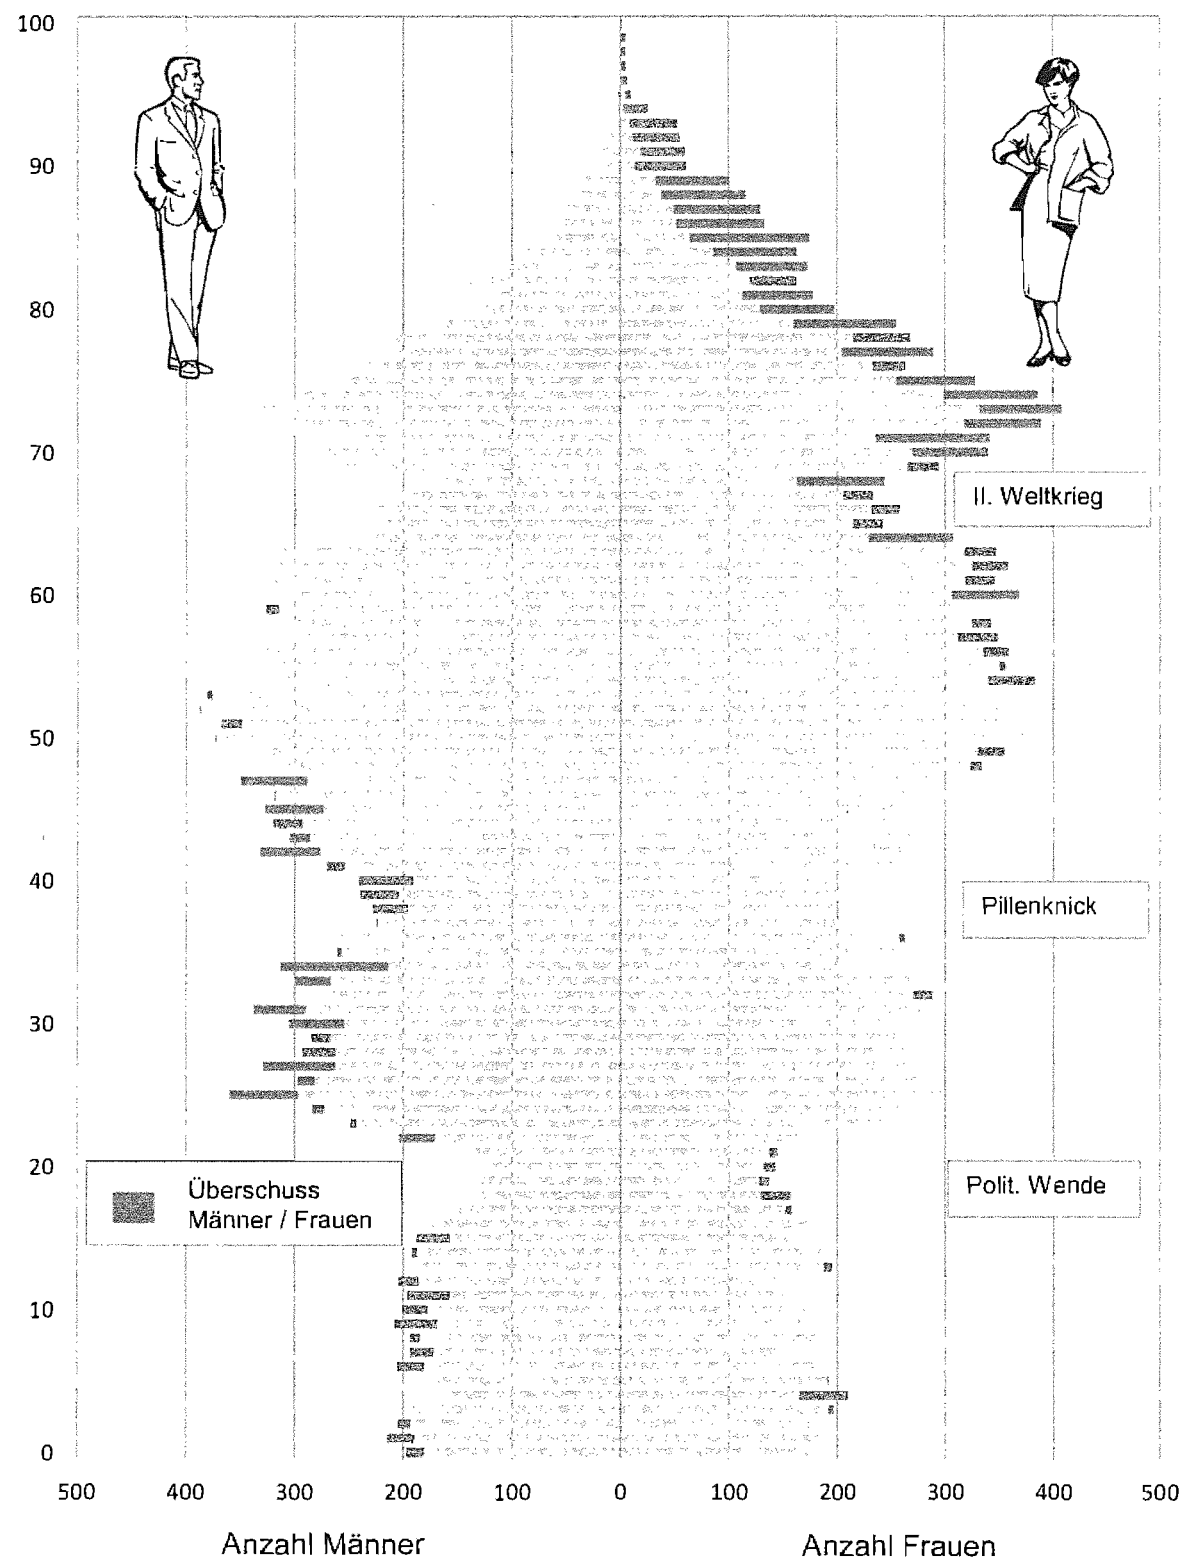 100
90
80
70
II. Weltkrieg
60
50
40
Pillenknick
30
20
Überschuss
Männer / Frauen
Polit. Wende
10
0
500 400 300 200 100 0 100 200 300 400 500
Anzahl Männer Anzahl Frauen